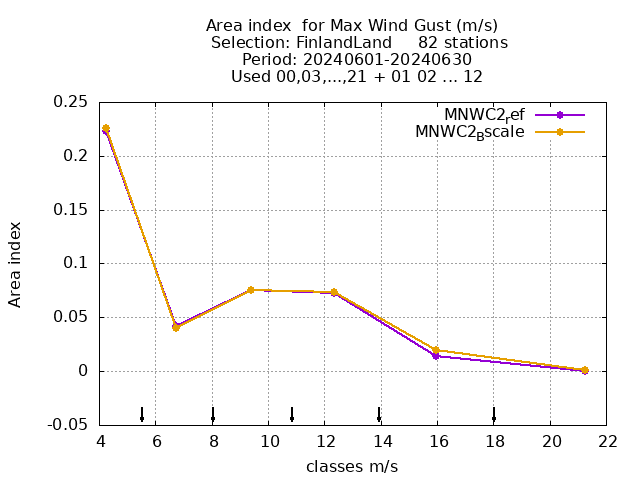 Area index  for Max Wind Gust (m/s)
Selection: FinlandLand     82 stations
Period: 20240601-20240630
Used 00,03,...,21 + 01 02 ... 12
MNWC2ref
MNWC2Bscale
0.25
0.2
0.15
0.1
0.05
0
-0.05
Area index
4 6 8 10 12 14 16 18 20 22
classes m/s